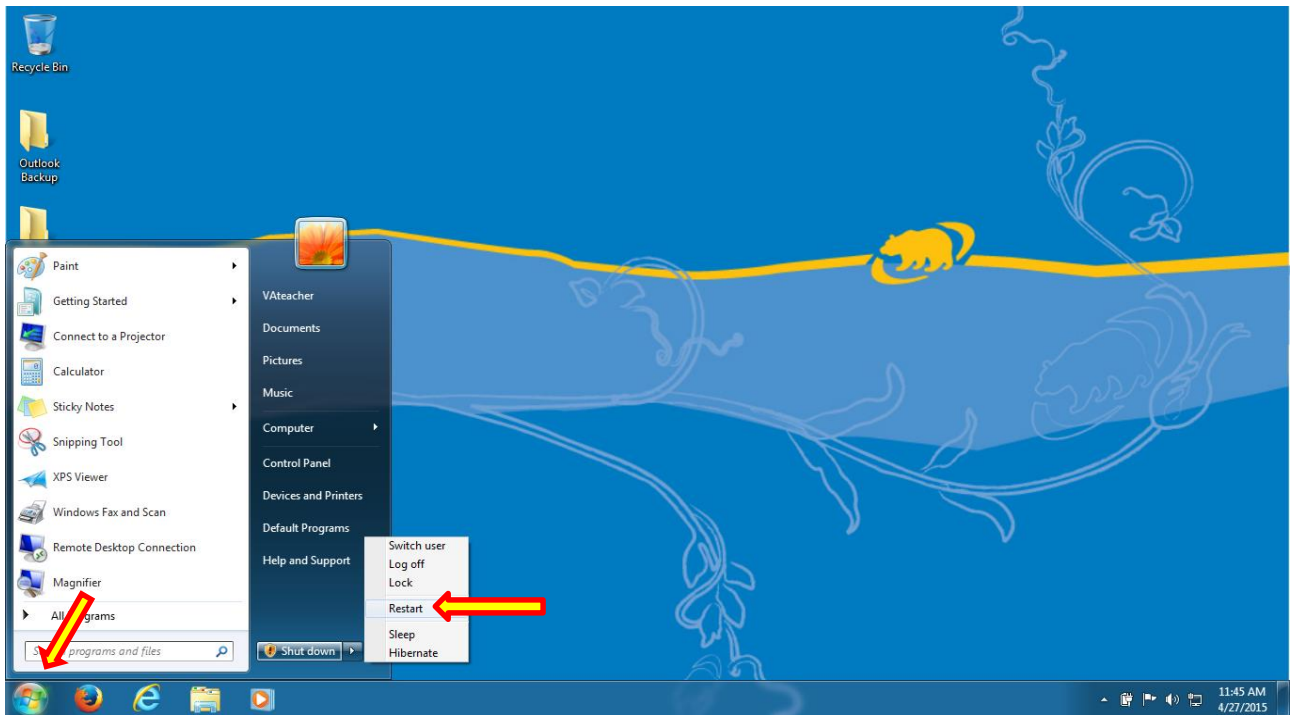 Recycle Bin
Outlook
Backup
Paint
Getting Started
Connect to a Projector
Calculator
Sticky Notes
Snipping Tool
XPS Viewer
Windows Fax and Scan
Remote Desktop Connection
Magnifier
All
programs and files
VAteacher
Documents
Pictures
Music
Computer
Control Panel
Devices and Printers
Default Programs
Help and Support
Shut down
Switch user
Log off
Lock
Restart
Sleep
Hibernate
11:45 AM
4/27/2015